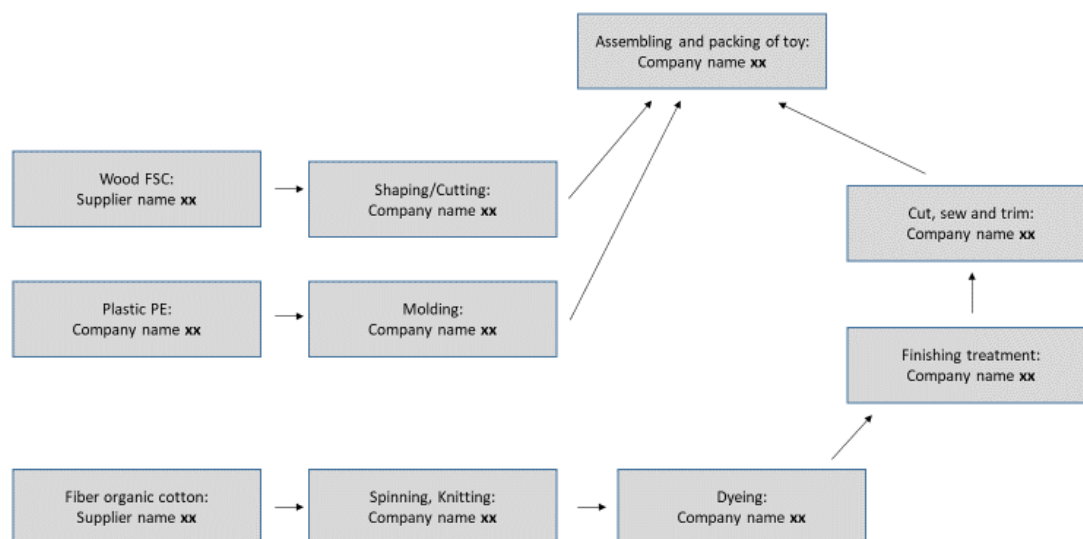 Assembling and packing of toy:
Company name xx
Wood FSC:
Supplier name xx
Shaping/Cutting:
Company name xx
Cut, sew and trim:
Company name xx
Plastic PE:
Company name xx
Molding:
Company name xx
Finishing treatment:
Company name xx
Fiber organic cotton:
Supplier name xx
Spinning, Knitting:
Company name xx
Dyeing:
Company name xx